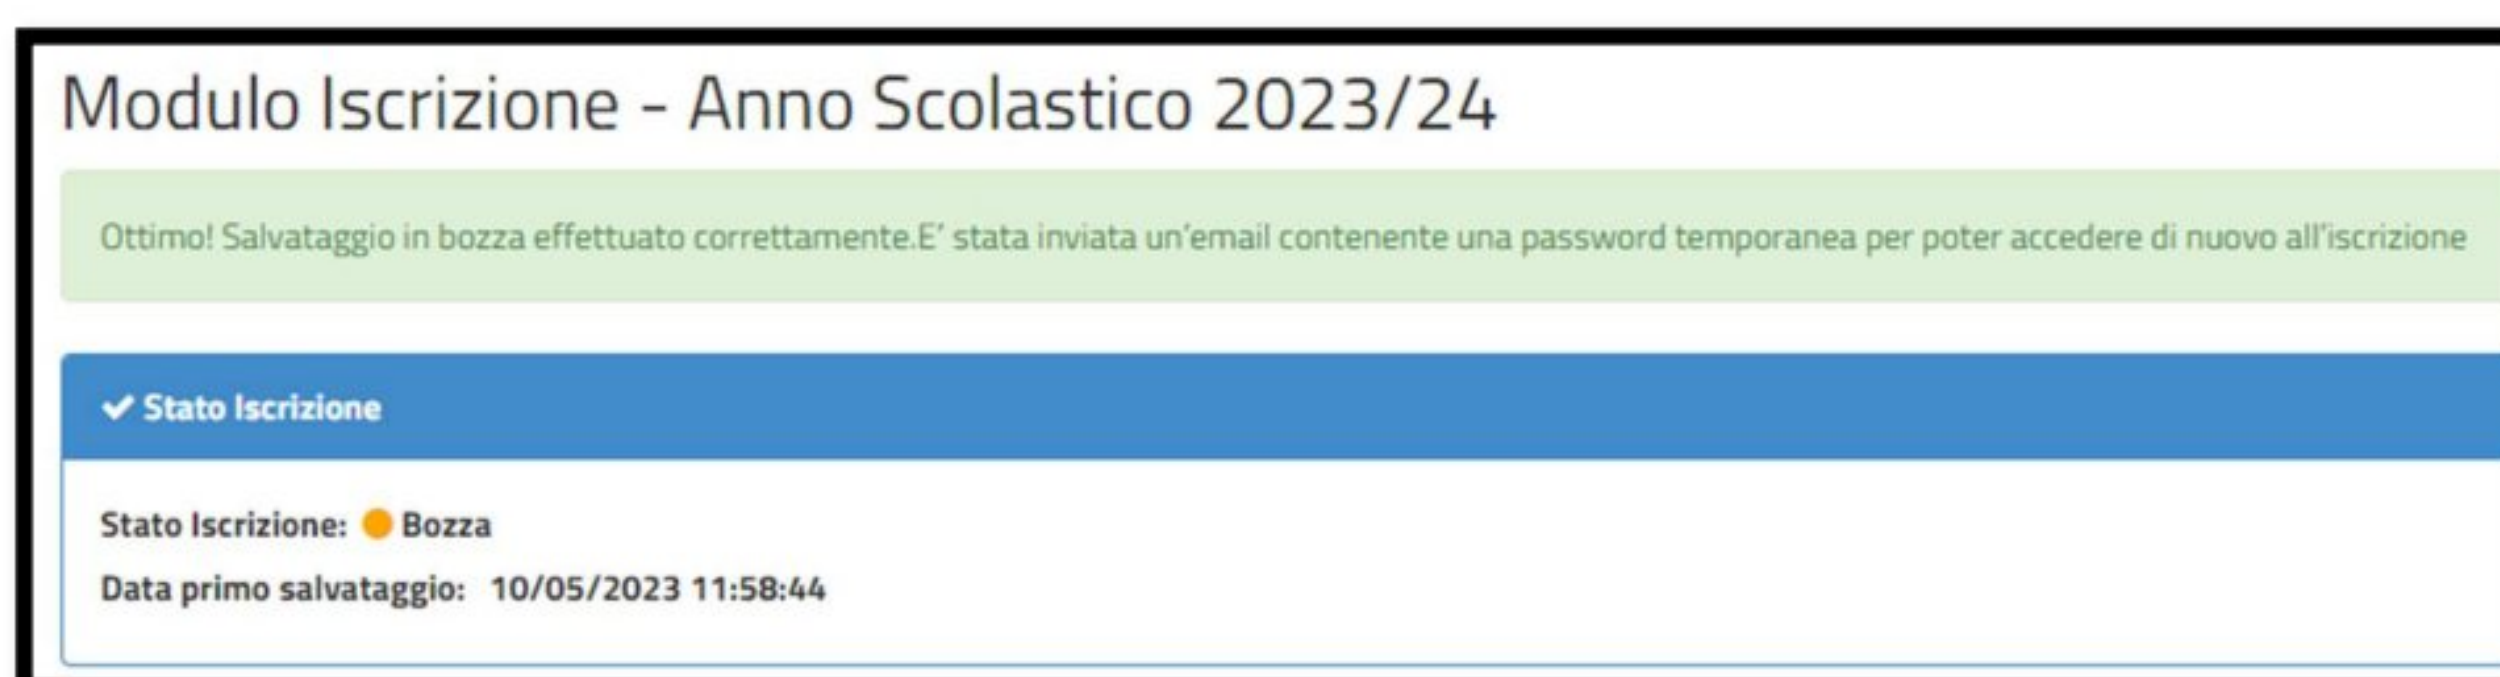 Modulo Iscrizione - Anno Scolastico 2023/24
Ottimo! Salvataggio in bozza effettuato correttamente.E' stata inviata un'email contenente una password temporanea per poter accedere di nuovo all'iscrizione
Stato Iscrizione
Stato Iscrizione: Bozza
Data primo salvataggio: 10/05/2023 11:58:44